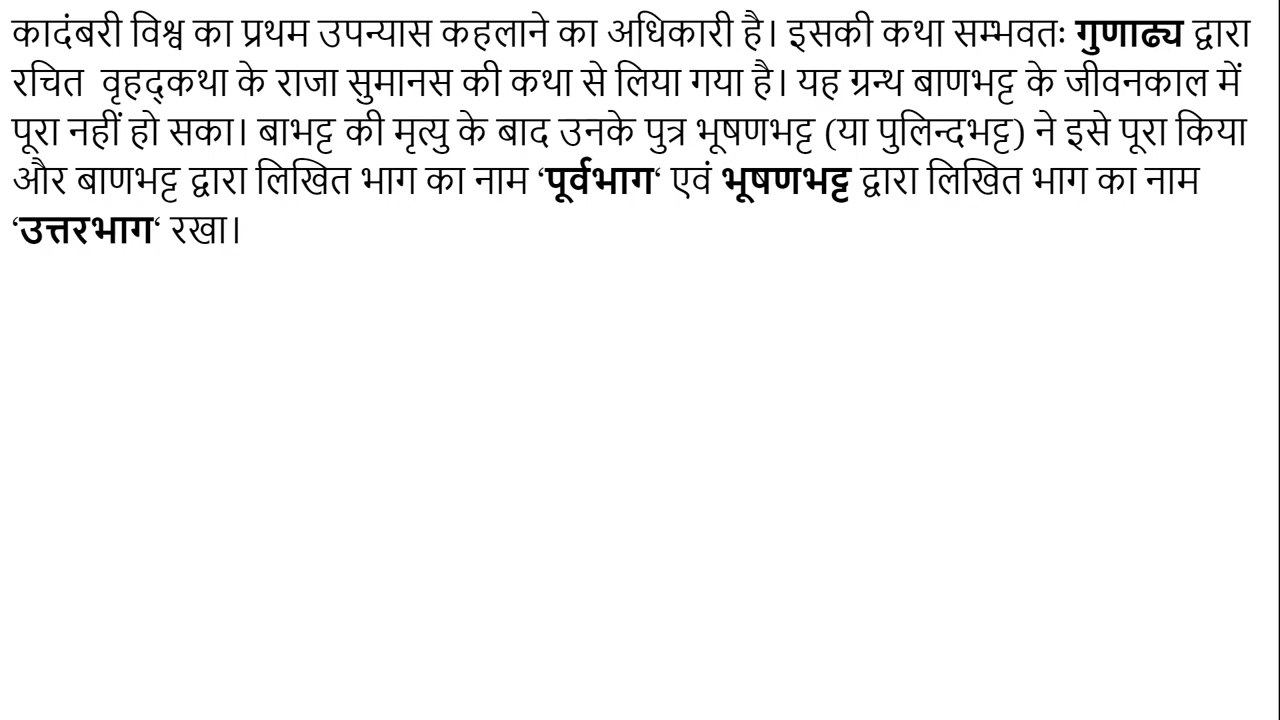 कादंबरी विश्व का प्रथम उपन्यास कहलाने का अधिकारी है। इसकी कथा सम्भवतः गुणाढ्य द्वारा
रचित  वृहद्कथा के राजा सुमानस की कथा से लिया गया है। यह ग्रन्थ बाणभट्ट के जीवनकाल में
पूरा नहीं हो सका। बाभट्ट की मृत्यु के बाद उनके पुत्र भूषणभट्ट (या पुलिन्दभट्ट) ने इसे पूरा किया
और बाणभट्ट द्वारा लिखित भाग का नाम ‘पूर्वभाग‘ एवं भूषणभट्ट द्वारा लिखित भाग का नाम
‘उत्तरभाग‘ रखा।